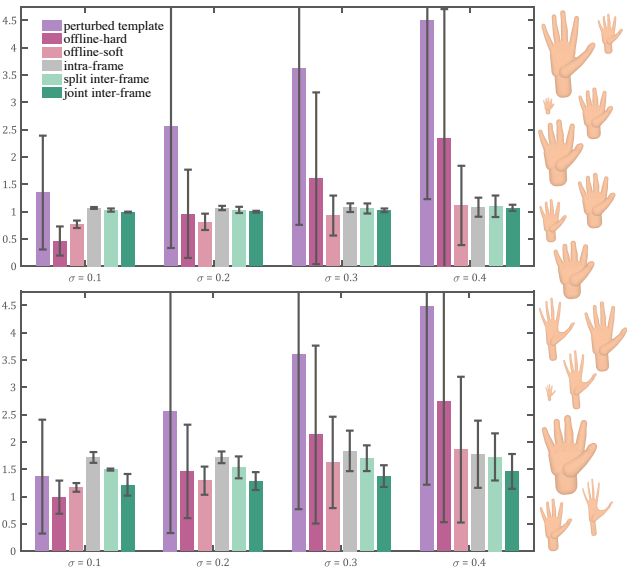 4.5
perturbed template
offline-hard
offline-soft
intra-frame
split inter-frame
joint inter-frame
4
3.5
3
2.5
2
1.5
1
0.5
0
σ = 0.1 σ = 0.2 σ = 0.3 σ = 0.4
4.5
4
3.5
3
2.5
2
1.5
1
0.5
0
σ = 0.1 σ = 0.2 σ = 0.3 σ = 0.4